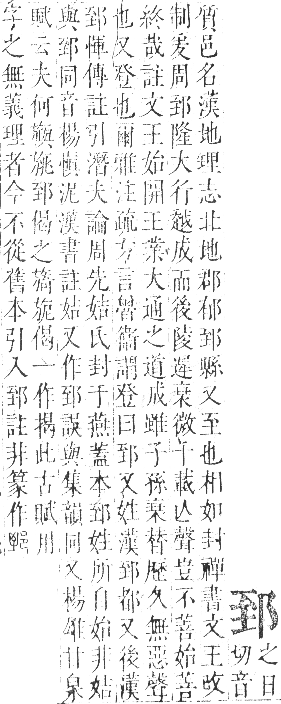 郅
之日
切音
質邑名漢地理志北地郡郁郅縣又至也相如封禪書文王改
制爰周郅隆大行越成而後陵遲衰微千載亡聲豈不善始善
終哉註文王始開王業大通之道成雖子孫衰替歷久無惡聲
也又登也爾雅注疏方言魯衛謂登曰郅又姓漢郅都又後漢
郅惲傳註引潛夫論周先姞氏封于燕蓋本郅姓所自始非姞
與郅同音楊慎泥漢書註姞又作郅誤與集韻同又楊雄甘泉
賦云夫何旟旐郅偈之旖旎偈一作揭此古賦用
字之無義理者今不從舊本引入郅註非篆作